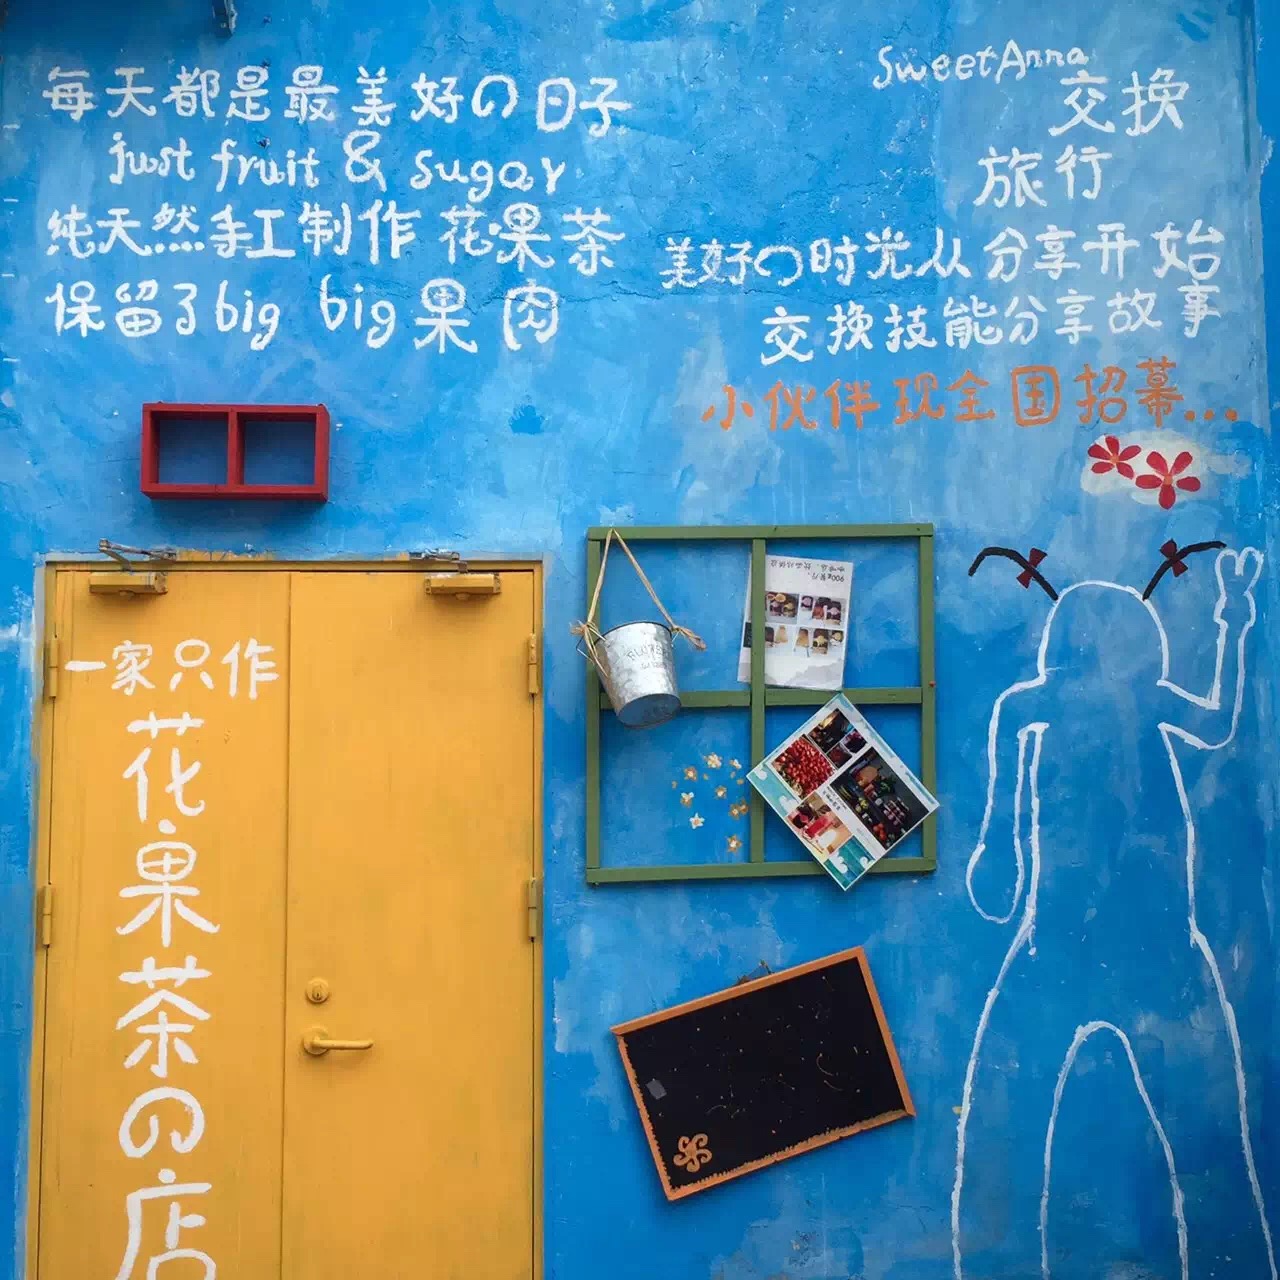 每天都是最美好の日子
just fruit & sugar
纯天然手工制作 花果茶
保留了big big果肉
SweetAnna
交换
旅行
美好の时光从分享开始
交换技能分享故事
小伙伴现全国招幕...
一家只作
花
果
茶
の
店